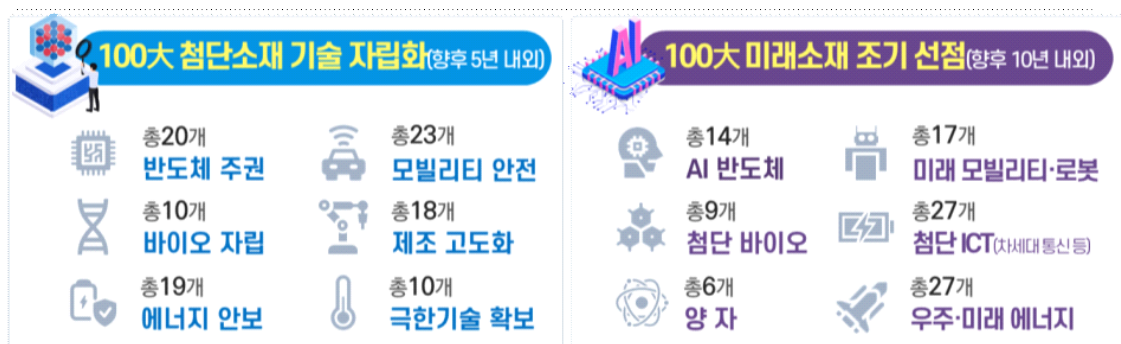 100大 첨단소재 기술 자립화(향후 5년 내외)
총20개
반도체 주권
총23개
모빌리티 안전
총10개
바이오 자립
총18개
제조 고도화
총19개
에너지 안보
총10개
극한기술 확보
AI
100大 미래소재 조기 선점(향후 10년 내외)
총14개
AI 반도체
총17개
미래 모빌리티·로봇
총9개
첨단 바이오
총27개
첨단 ICT(차세대 통신 등)
총6개
양 자
총27개
우주·미래 에너지